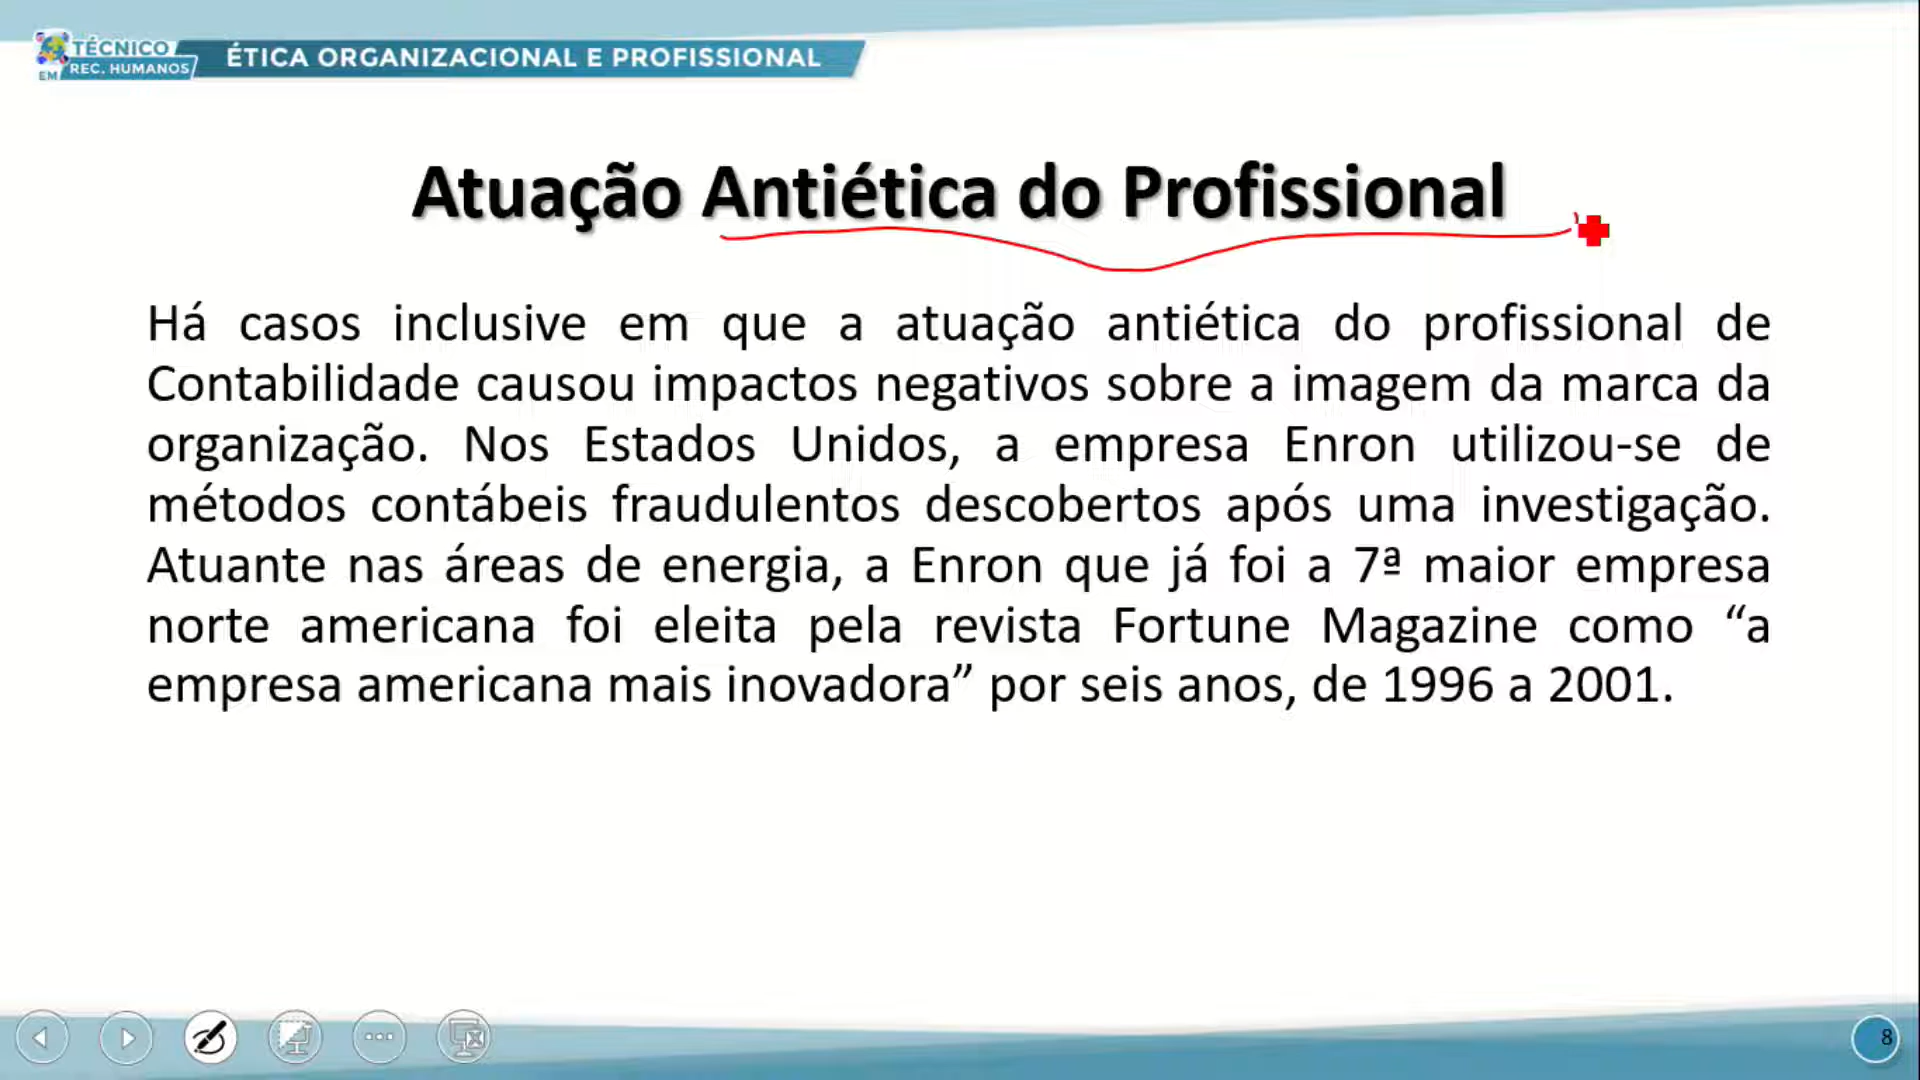 TÉCNICO
EM REC. HUMANOS
ÉTICA ORGANIZACIONAL E PROFISSIONAL
Atuação Antiética do Profissional
Há casos inclusive em que a atuação antiética do profissional de
Contabilidade causou impactos negativos sobre a imagem da marca da
organização. Nos Estados Unidos, a empresa Enron utilizou-se de
métodos contábeis fraudulentos descobertos após uma investigação.
Atuante nas áreas de energia, a Enron que já foi a 7ª maior empresa
norte americana foi eleita pela revista Fortune Magazine como “a
empresa americana mais inovadora” por seis anos, de 1996 a 2001.
8